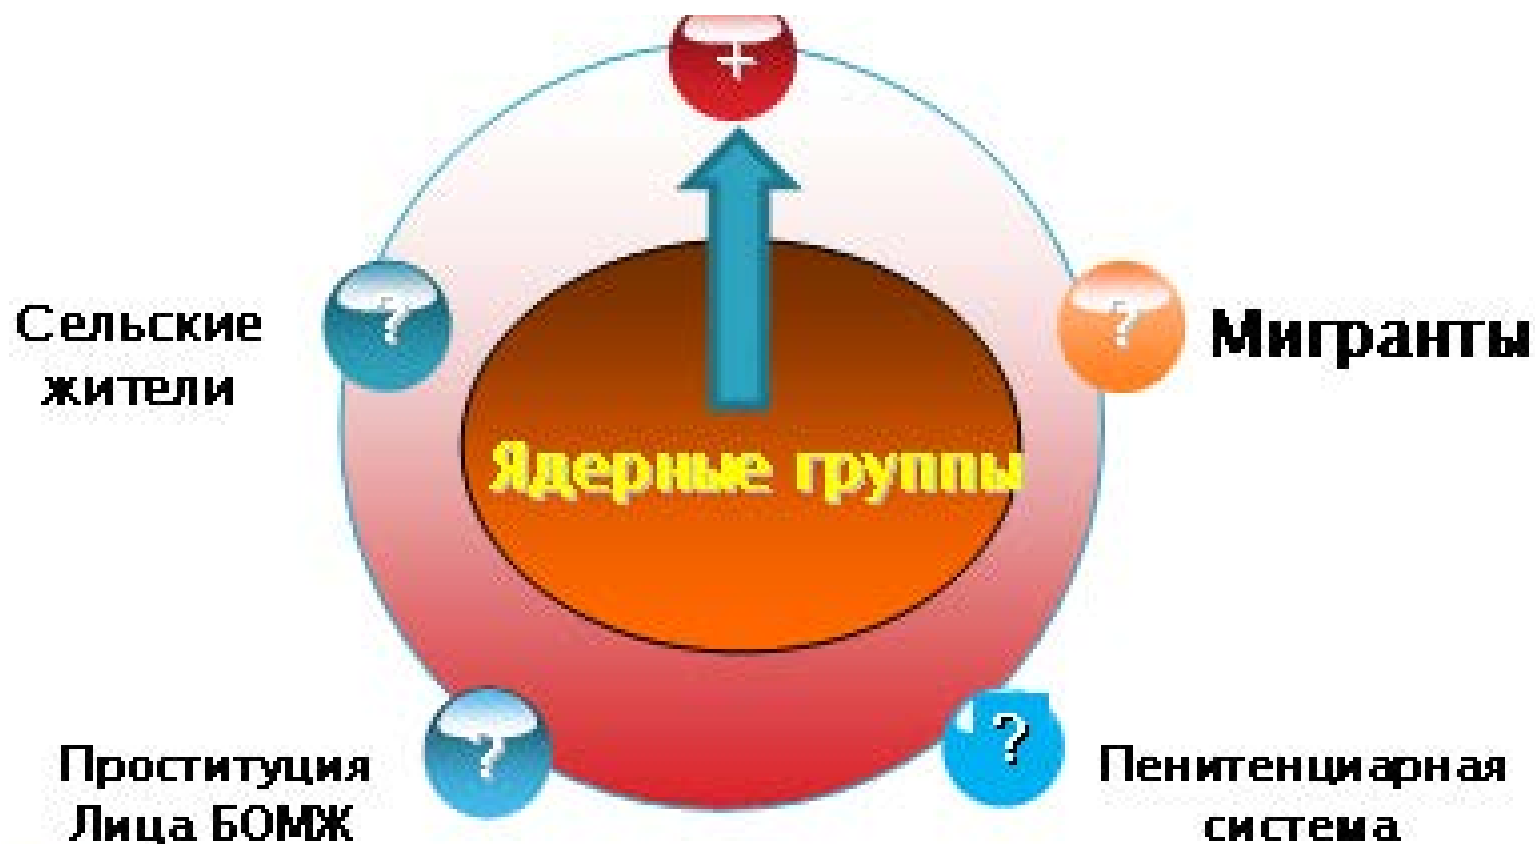 +
Сельские
жители
?
?
Мигранты
Ядерные группы
Проституция
Лица БОМЖ
?
?
Пенитенциарная
система